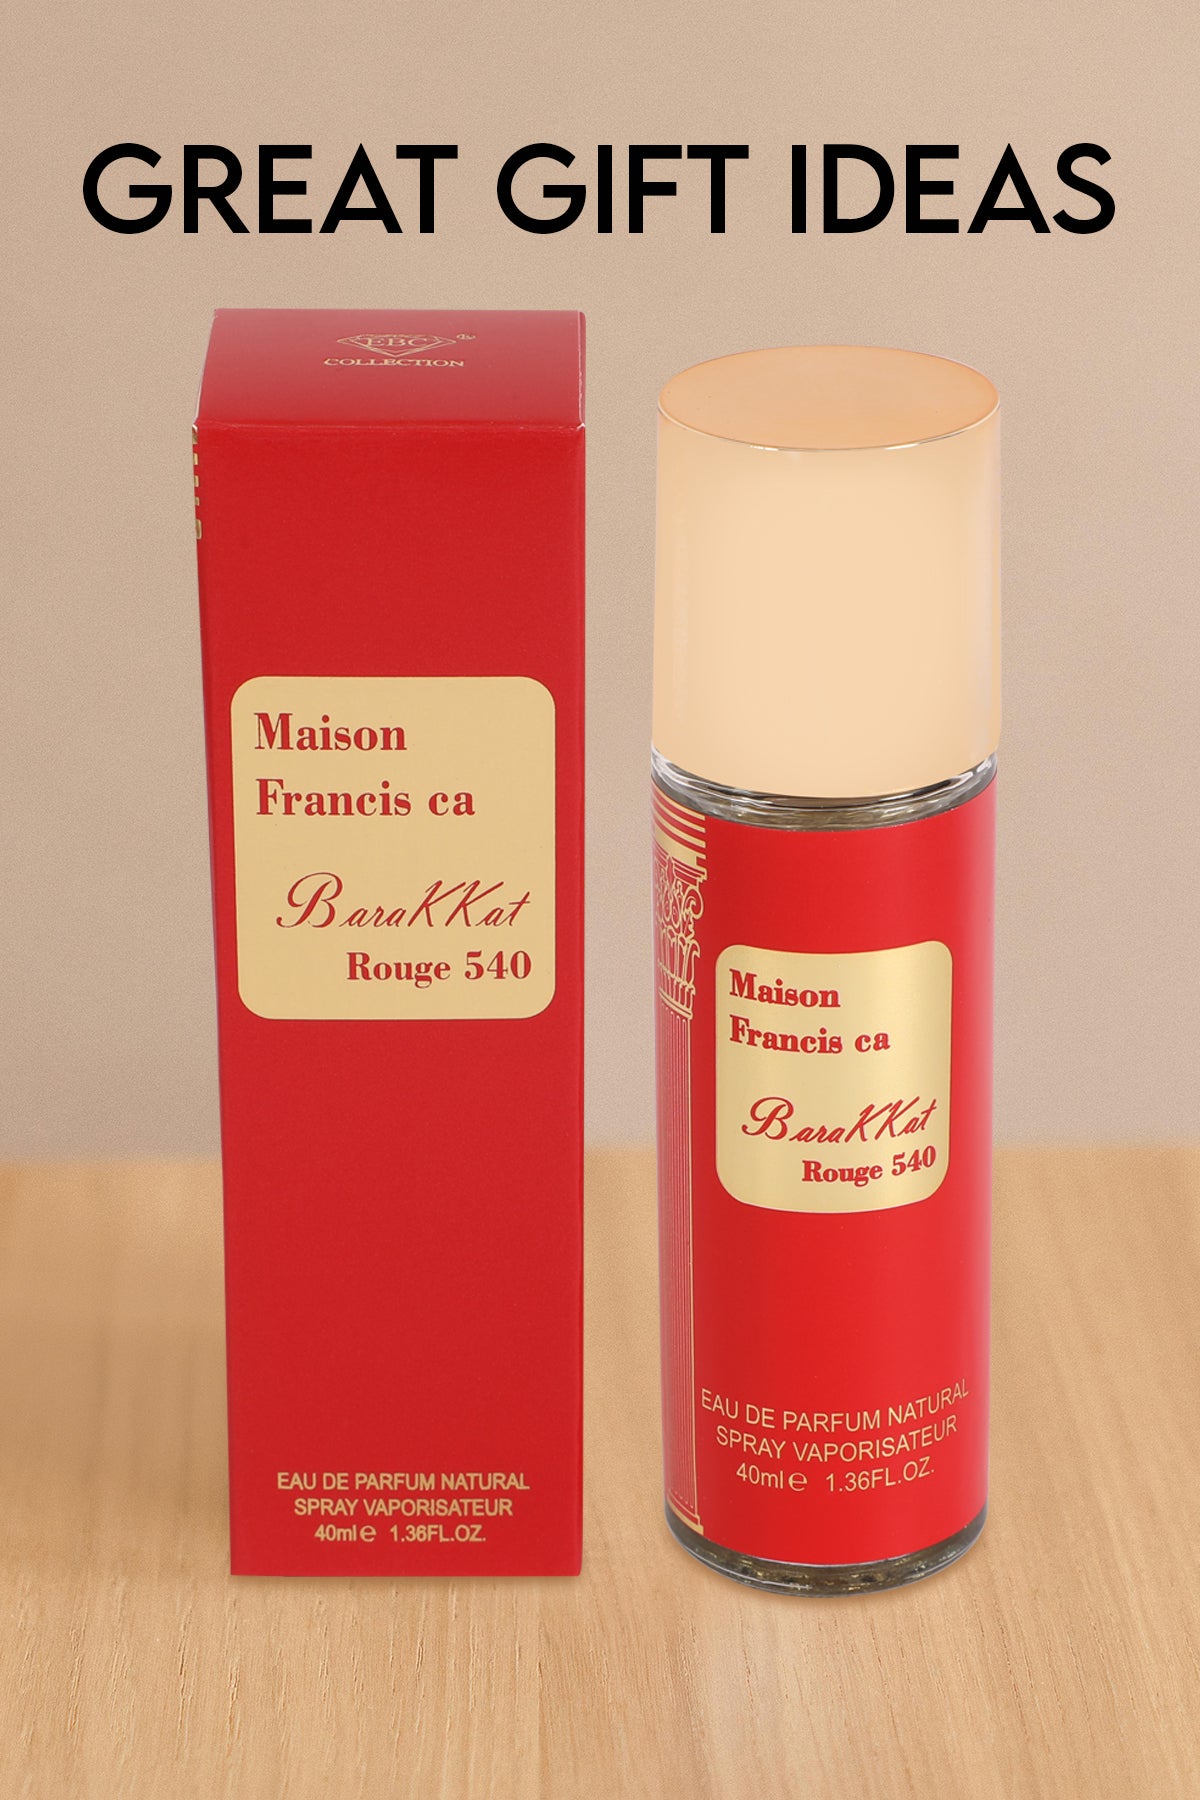 GREAT GIFT IDEAS
EBC
COLLECTION
Maison
Francis ca
BaraKKat
Rouge 540
EAU DE PARFUM NATURAL
SPRAY VAPORISATEUR
40ml e 1.36FL.OZ.
Maison
Francis ca
BaraKKat
Rouge 540
EAU DE PARFUM NATURAL
SPRAY VAPORISATEUR
40ml e 1.36FL.OZ.